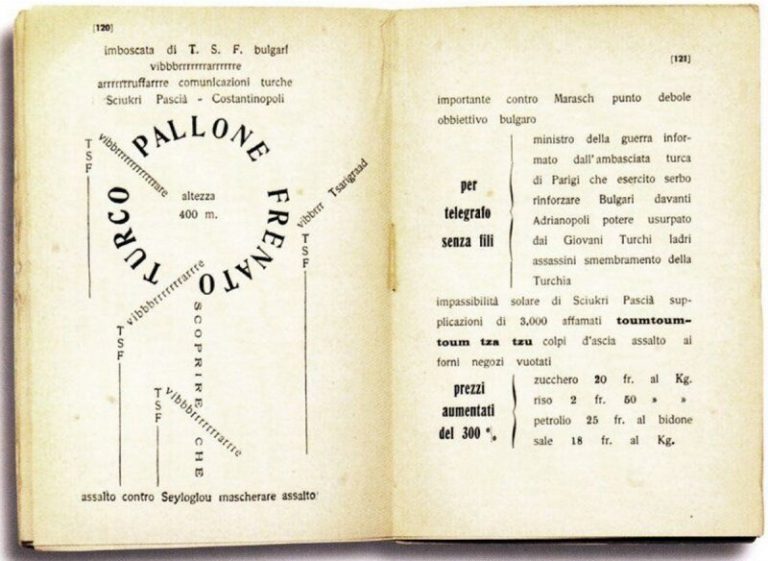 [120]
imboscata di T. S. F. bulgari
vibbbrrrrrrrarrrrrre
arrrrrtruffarrre comunicazioni turche
Sciukri Pascià - Costantinopoli
TURCO PALLONE FRENATO
altezza
400 m.
TSF
vibbrrrrrrrrrrrare
TSF
vibbrrr Tsarigraad
TSF
vibbbrrrrrrrrarrre
TSF
vibbbrrrrrrrarrre
SCOPRIRE CHE
assalto contro Seyloglou mascherare assalto
[121]
importante contro Marasch punto debole
obbiettivo bulgaro
per
telegrafo
senza fili
ministro della guerra infor-
mato dall'ambasciata turca
di Parigi che esercito serbo
rinforzare Bulgari davanti
Adrianopoli potere usurpato
dai Giovani Turchi ladri
assassini smembramento della
Turchia
impassibilità solare di Sciukri Pascià sup-
plicazioni di 3.000 affamati toumtoum-
toum tza tzu colpi d'ascia assalto ai
forni negozi vuotati
prezzi
aumentati
del 300 %
zucchero 20 fr. al Kg.
riso 2 fr. 50 » »
petrolio 25 fr. al bidone
sale 18 fr. al Kg.